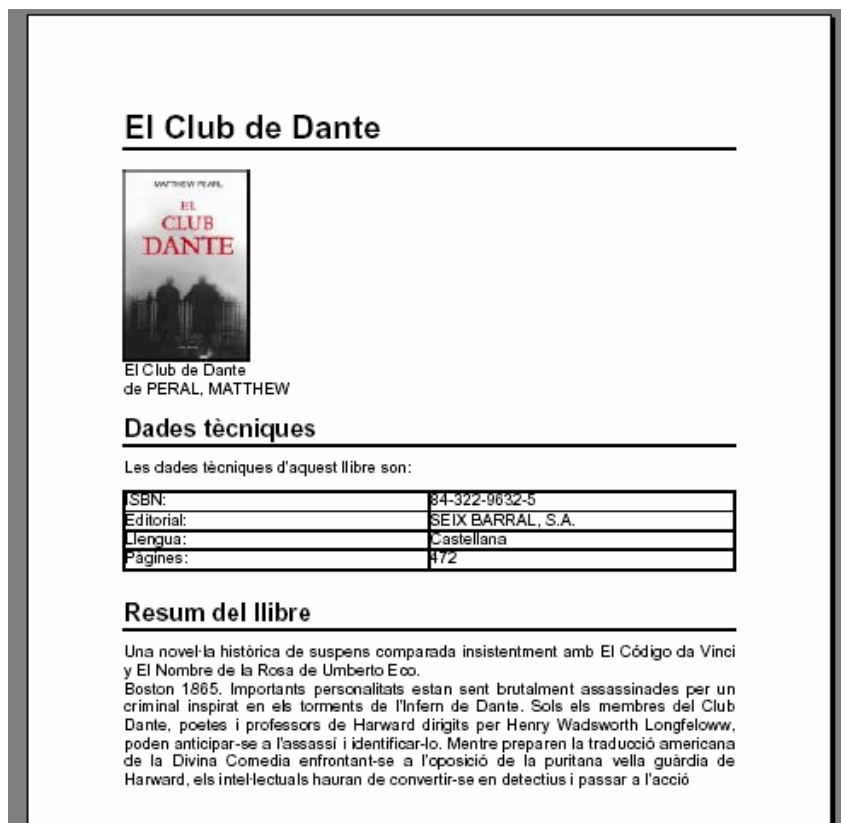 El Club de Dante
MATTHEW PEARL
EL
CLUB
DANTE
El Club de Dante
de PERAL, MATTHEW
Dades tècniques
Les dades tècniques d'aquest llibre són:
ISBN: 84-322-9632-5
Editorial: SEIX BARRAL, S.A.
Llengua: Castellana
Pàgines: 472
Resum del llibre
Una novel·la històrica de suspens comparada insistentment amb El Código da Vinci
y El Nombre de la Rosa de Umberto Eco.
Boston 1865. Importants personalitats estan sent brutalment assassinades per un
criminal inspirat en els torments de l'Infern de Dante. Sols els membres del Club
Dante, poetes i professors de Harward dirigits per Henry Wadsworth Longfeloww,
poden anticipar-se a l'assassí i identificar-lo. Mentre preparen la traducció americana
de la Divina Comedia enfrontant-se a l'oposició de la puritana vella guàrdia de
Harward, els intel·lectuals hauran de convertir-se en detectius i passar a l'acció